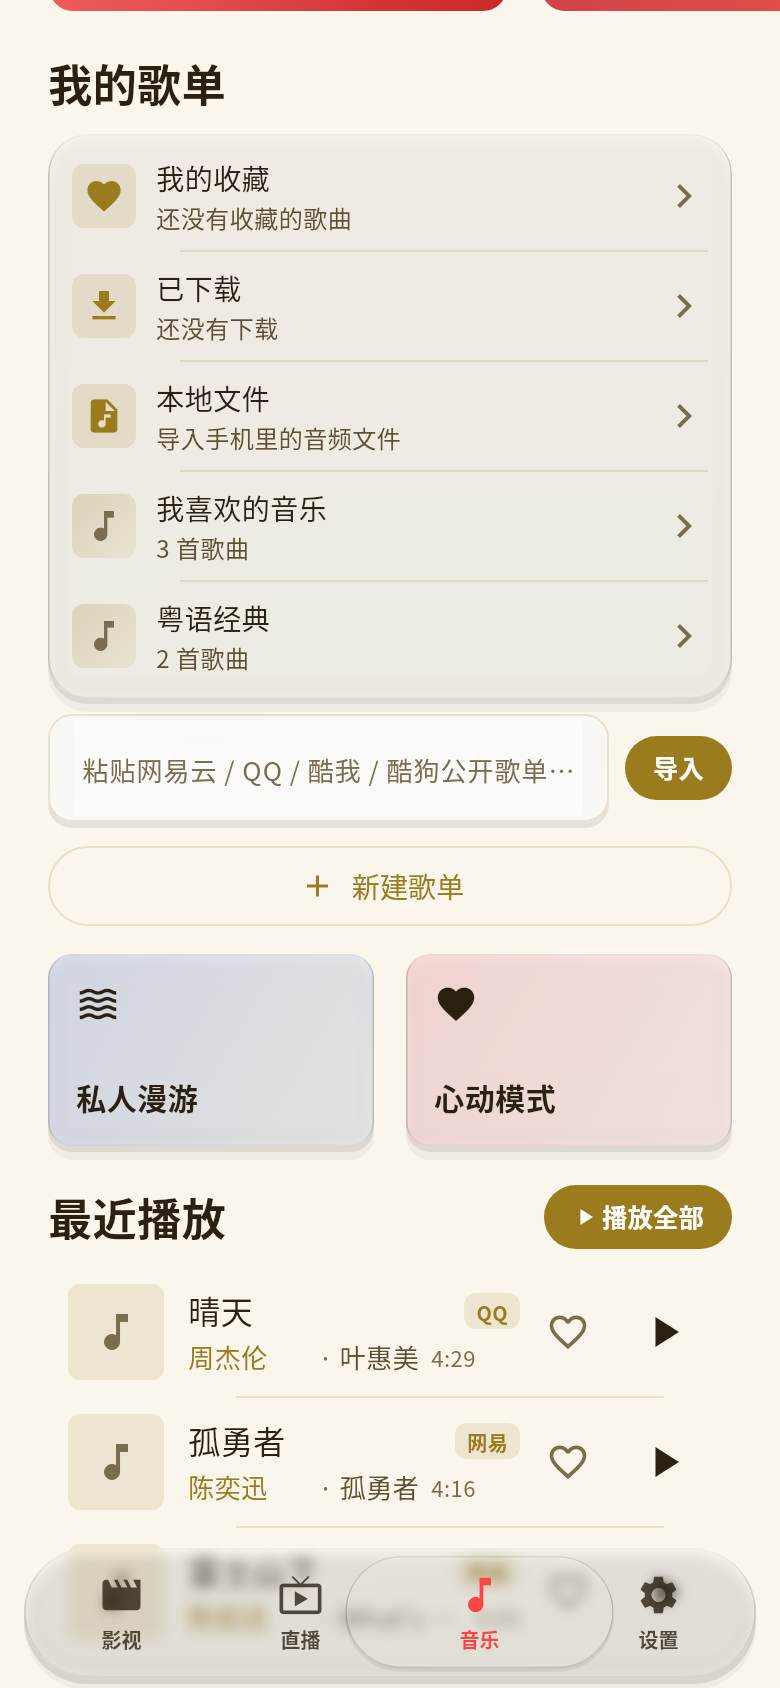 我的歌单
我的收藏
还没有收藏的歌曲
已下载
还没有下载
本地文件
导入手机里的音频文件
我喜欢的音乐
3 首歌曲
粤语经典
2 首歌曲
粘贴网易云 / QQ / 酷我 / 酷狗公开歌单… 导入
新建歌单
私人漫游 心动模式
最近播放 播放全部
晴天 QQ
周杰伦 · 叶惠美 4:29
孤勇者 网易
陈奕迅 · 孤勇者 4:16
影视 直播 音乐 设置